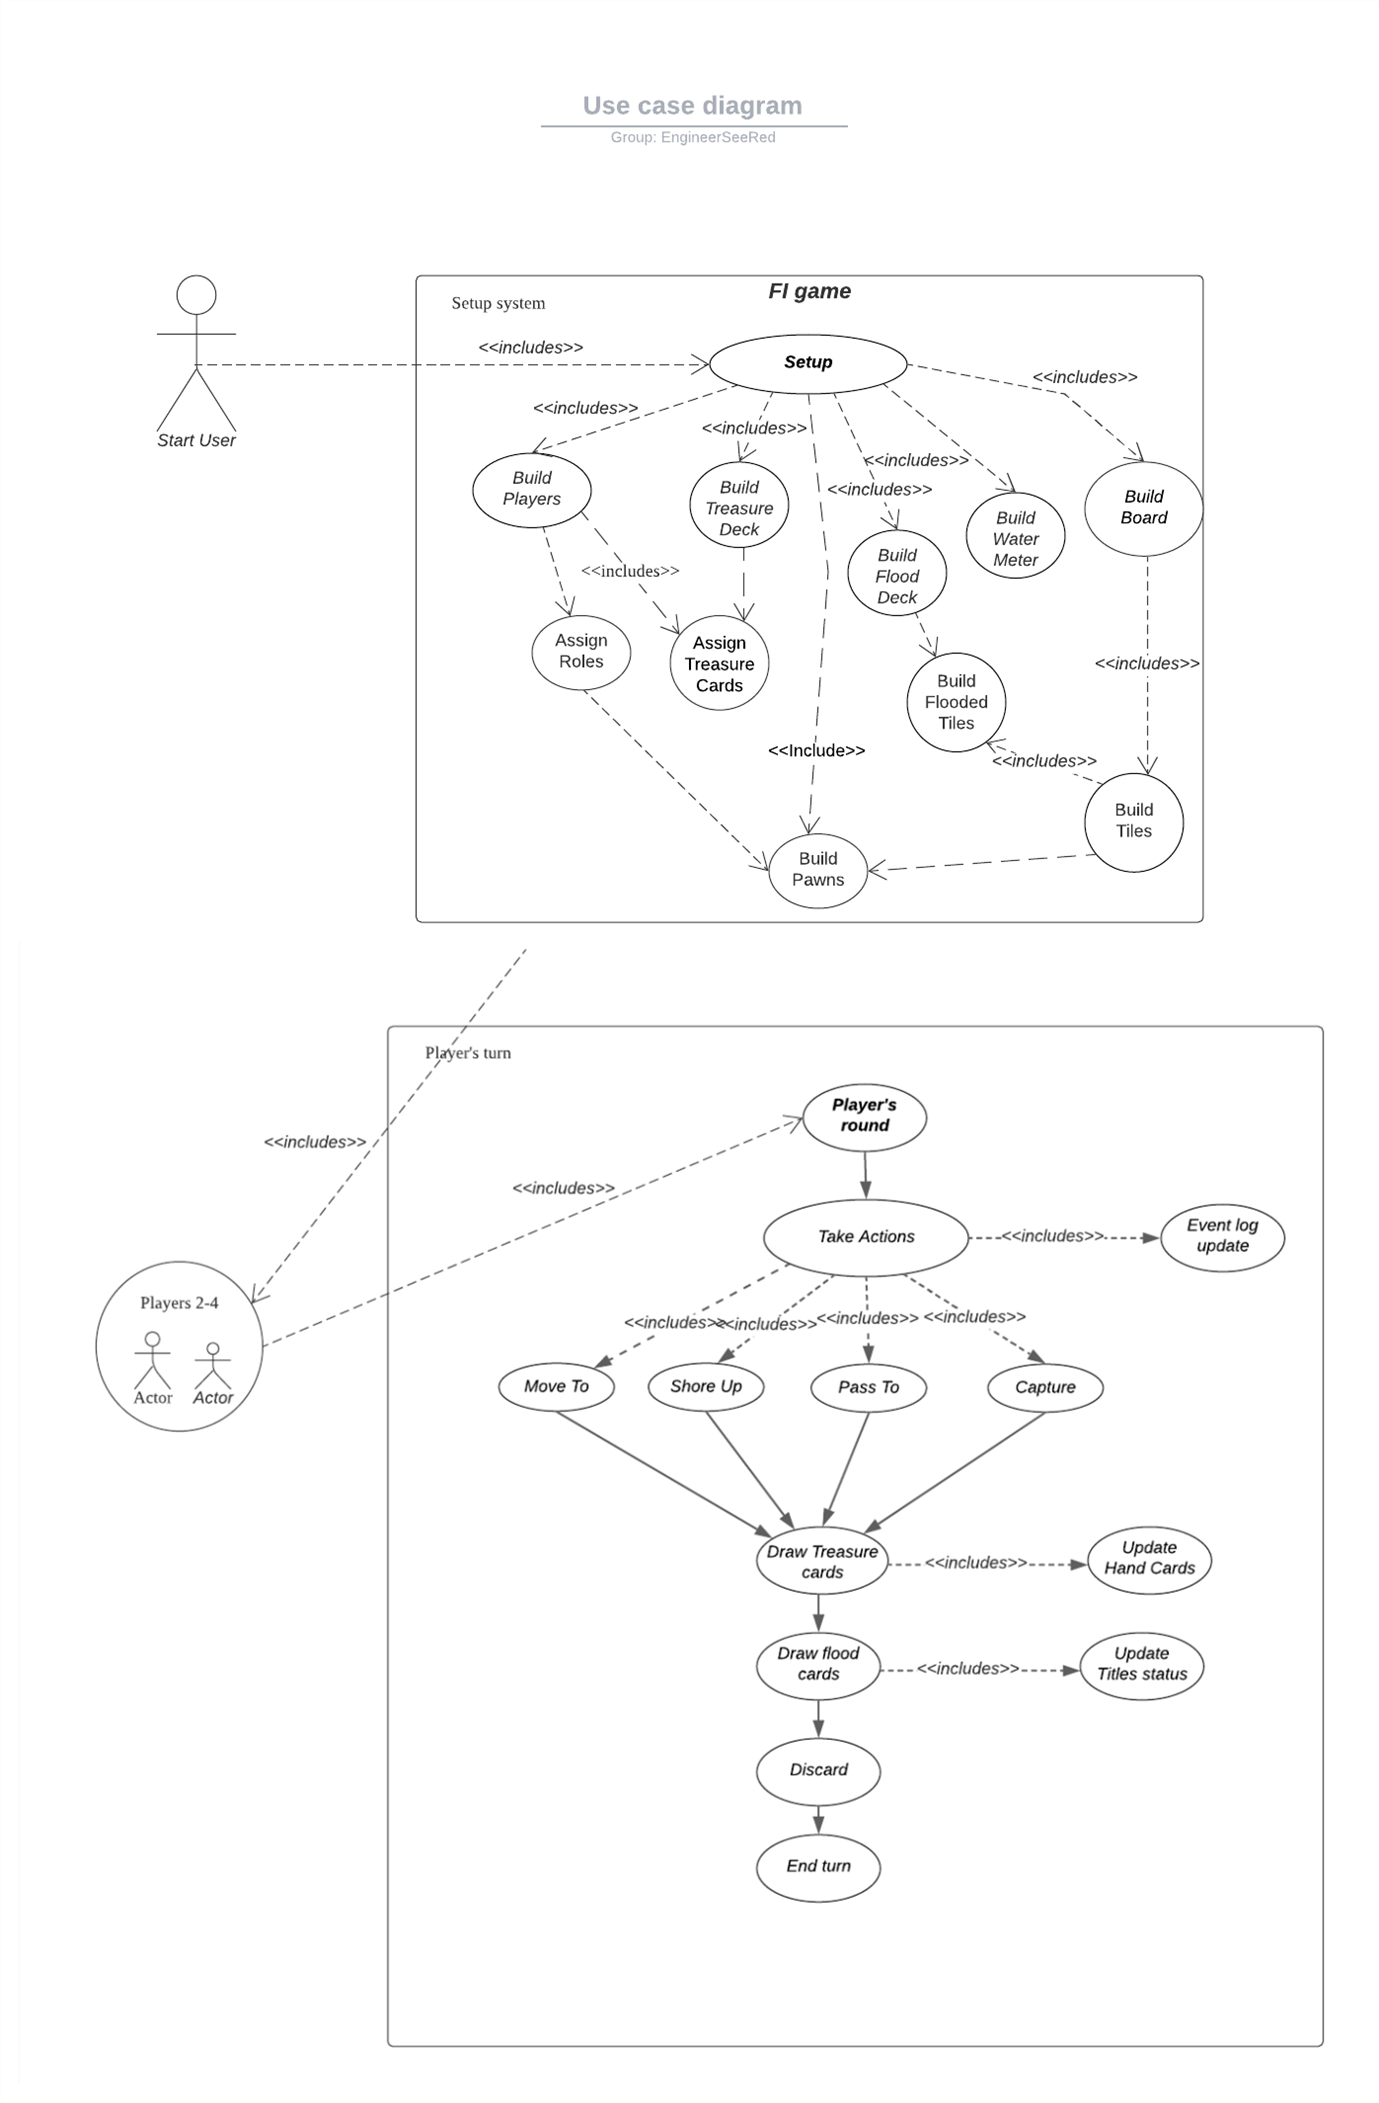 Use case diagram
Group: EngineerSeeRed
FI game
Setup system
<<includes>>
Setup
Start User
<<includes>>
<<includes>>
<<includes>>
<<includes>>
<<includes>>
Build
Players
Build
Treasure
Deck
Build
Flood
Deck
Build
Water
Meter
Build
Board
<<includes>>
Assign
Roles
Assign
Treasure
Cards
Build
Flooded
Tiles
<<includes>>
<<Include>>
<<includes>>
Build
Tiles
Build
Pawns
Player's turn
<<includes>>
Player's
round
<<includes>>
Take Actions
<<includes>>
Event log
update
Players 2-4
Actor
Actor
<<includes>>
<<includes>>
<<includes>>
<<includes>>
Move To
Shore Up
Pass To
Capture
Draw Treasure
cards
<<includes>>
Update
Hand Cards
Draw flood
cards
<<includes>>
Update
Titles status
Discard
End turn